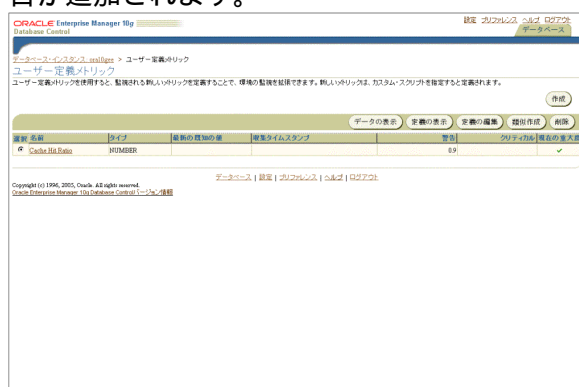 目が追加されます。
ORACLE Enterprise Manager 10g
Database Control
設定 プリファレンス ヘルプ ログアウト
データベース
データベース・インスタンス: ora10gee > ユーザー定義メトリック
ユーザー定義メトリック
ユーザー定義メトリックを使用すると、監視される新しいメトリックを定義することで、環境の監視を拡張できます。新しいメトリックは、カスタム・スクリプトを指定すると定義されます。
作成
データの表示 定義の表示 定義の編集 類似作成 削除
選択 名前 タイプ 最新の既知の値 収集タイムスタンプ 警告 クリティカル 現在の重大度
Cache Hit Ratio NUMBER 0.9
データベース | 設定 | プリファレンス | ヘルプ | ログアウト
Copyright (c) 1996, 2005, Oracle. All rights reserved.
Oracle Enterprise Manager 10g Database Controlバージョン情報